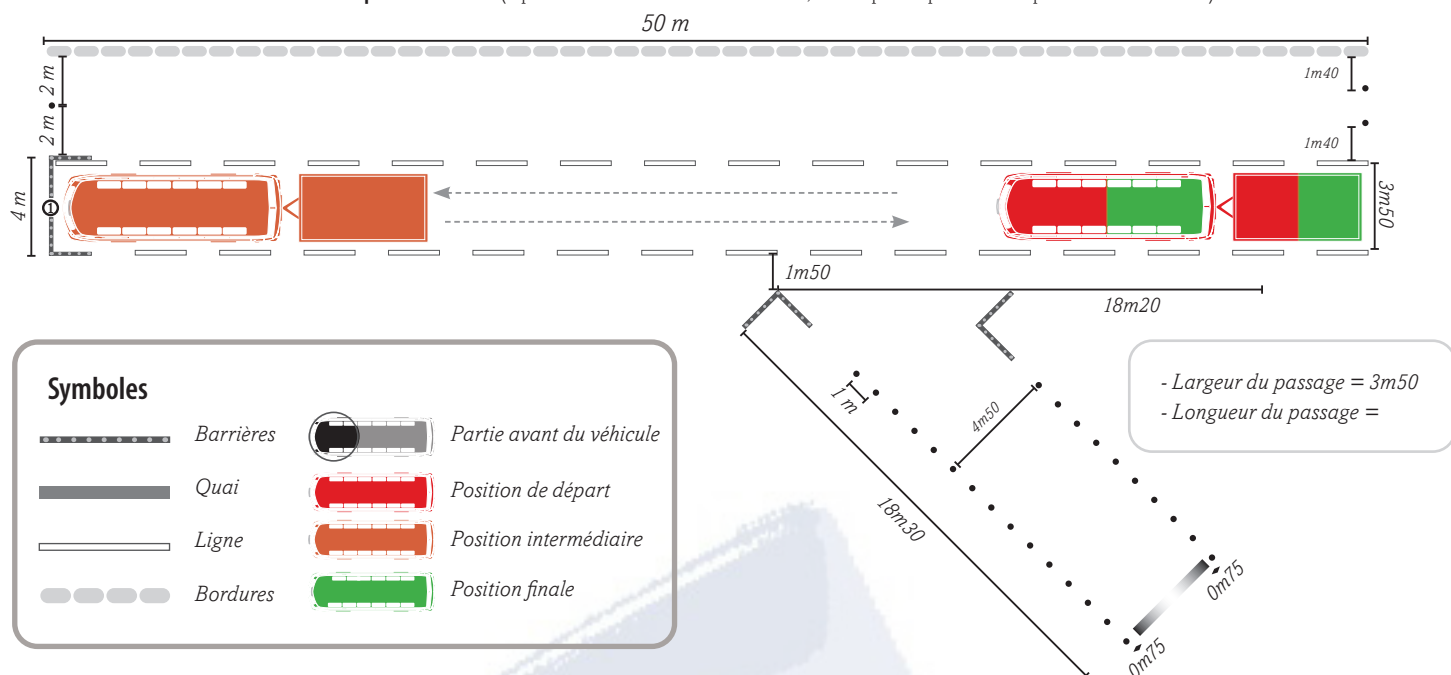 50 m
2 m
1m40
2 m
1m40
4 m
1
3m50
1m50
18m20
Symboles
Barrières
Partie avant du véhicule
Quai
Position de départ
Ligne
Position intermédiaire
Bordures
Position finale
1 m
4m50
18m30
0m75
0m75
- Largeur du passage = 3m50
- Longueur du passage =